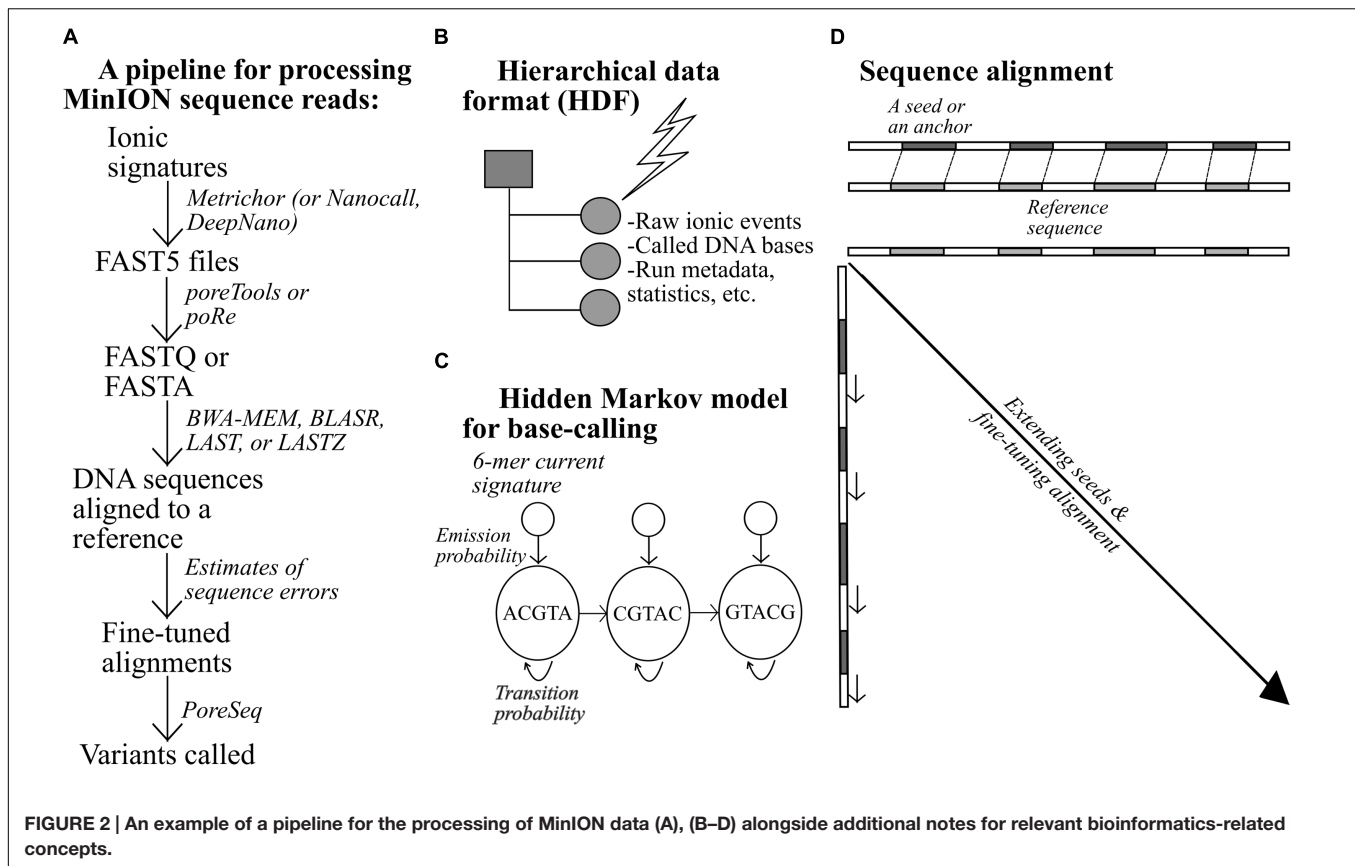 A
A pipeline for processing
MinION sequence reads:
Ionic
signatures
Metrichor (or Nanocall,
DeepNano)
FAST5 files
poreTools or
poRe
FASTQ or
FASTA
BWA-MEM, BLASR,
LAST, or LASTZ
DNA sequences
aligned to a
reference
Estimates of
sequence errors
Fine-tuned
alignments
PoreSeq
Variants called
B
Hierarchical data
format (HDF)
-Raw ionic events
-Called DNA bases
-Run metadata,
statistics, etc.
C
Hidden Markov model
for base-calling
6-mer current
signature
Emission
probability
ACGTA
CGTAC
GTACG
Transition
probability
D
Sequence alignment
A seed or
an anchor
Reference
sequence
Extending seeds &
fine-tuning alignment
FIGURE 2 | An example of a pipeline for the processing of MinION data (A), (B–D) alongside additional notes for relevant bioinformatics-related
concepts.